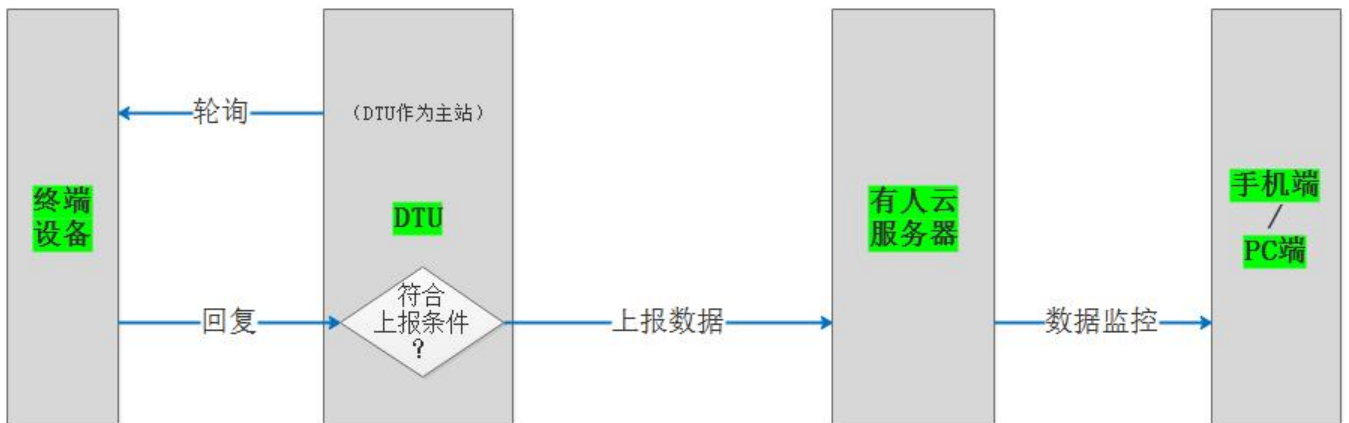 轮询
（DTU作为主站）
终端
设备
DTU
有人云
服务器
手机端
/
PC端
回复
符合
上报条件
？
上报数据
数据监控